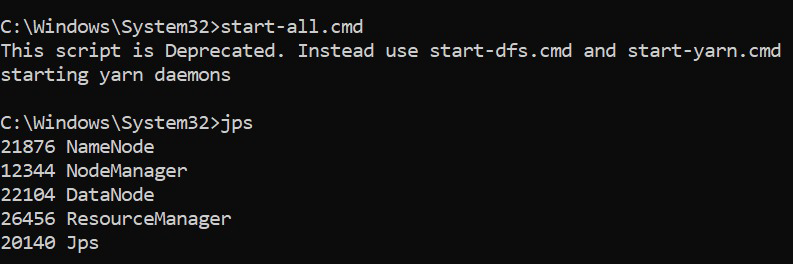 C:\Windows\System32>start-all.cmd
This script is Deprecated. Instead use start-dfs.cmd and start-yarn.cmd
starting yarn daemons
C:\Windows\System32>jps
21876 NameNode
12344 NodeManager
22104 DataNode
26456 ResourceManager
20140 Jps